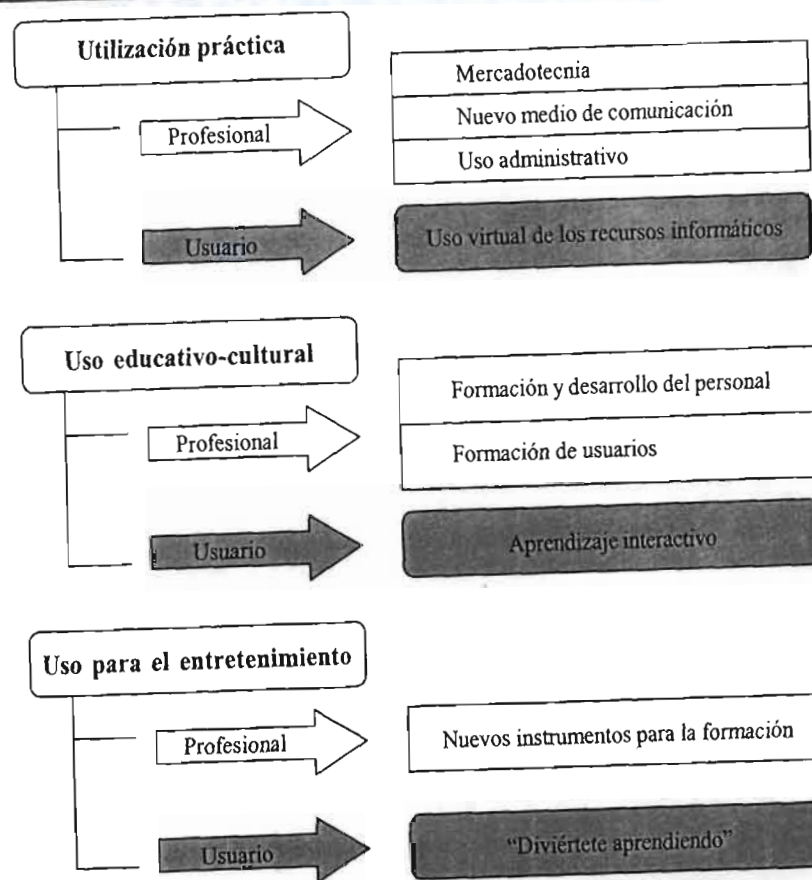 Utilización práctica
Profesional
Mercadotecnia
Nuevo medio de comunicación
Uso administrativo
Usuario
Uso virtual de los recursos informáticos
Uso educativo-cultural
Profesional
Formación y desarrollo del personal
Formación de usuarios
Usuario
Aprendizaje interactivo
Uso para el entretenimiento
Profesional
Nuevos instrumentos para la formación
Usuario
“Diviértete aprendiendo”